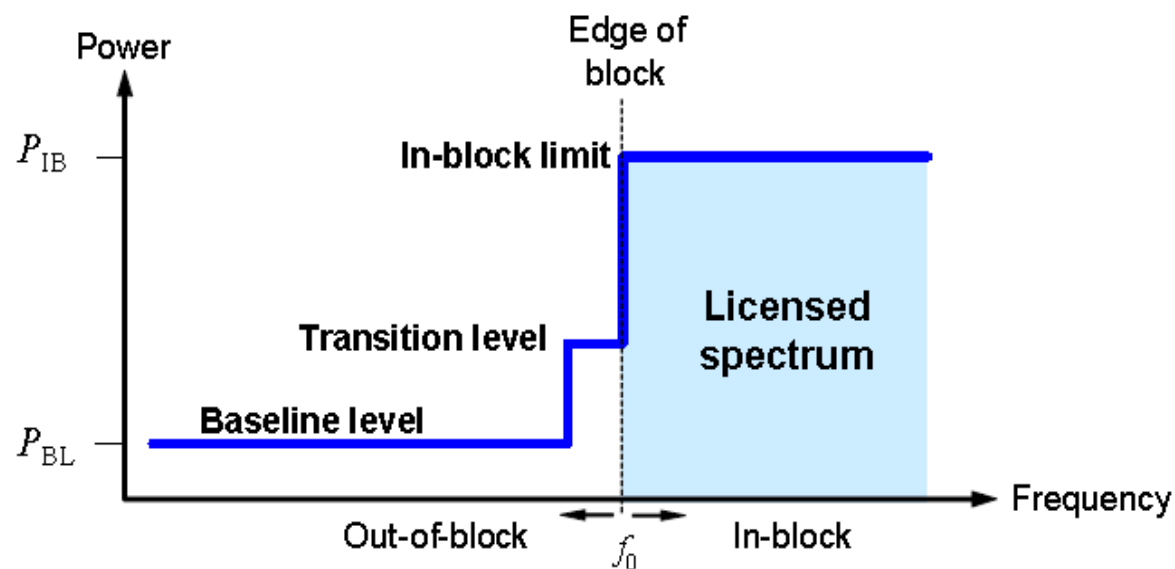 Power
Edge of
block
P_IB
In-block limit
Licensed
spectrum
Transition level
Baseline level
P_BL
Frequency
Out-of-block
f_0
In-block